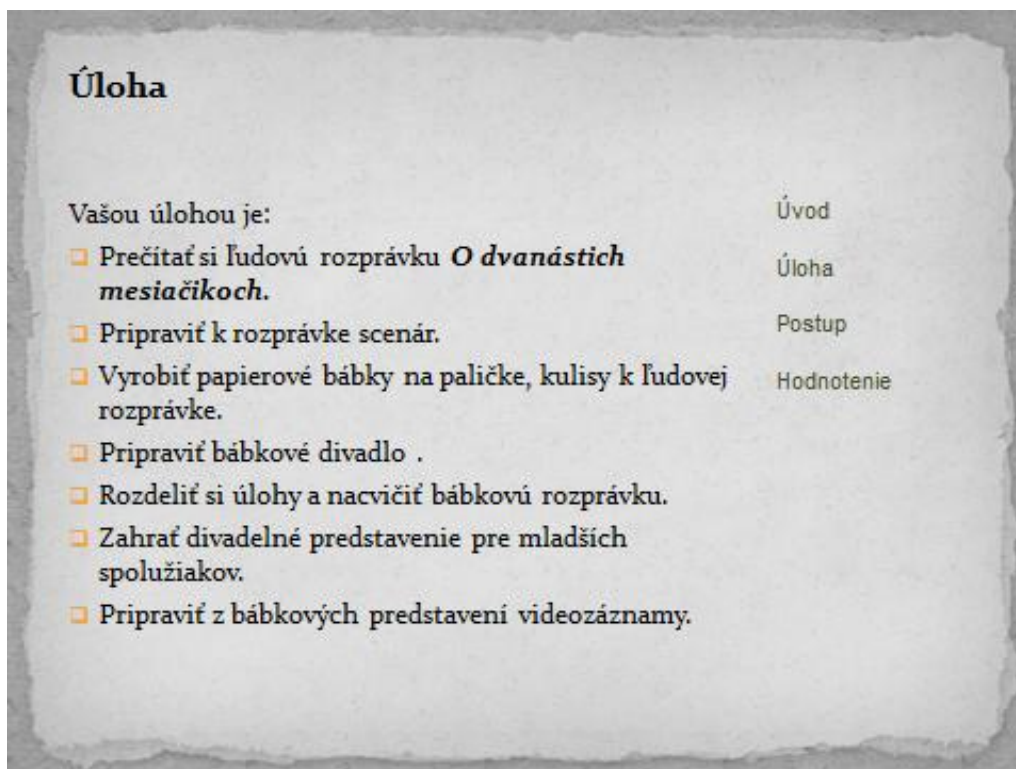 Úloha
Vašou úlohou je:
Prečítať si ľudovú rozprávku O dvanástich
mesiačikoch.
Pripraviť k rozprávke scenár.
Vyrobiť papierové bábky na paličke, kulisy k ľudovej
rozprávke.
Pripraviť bábkové divadlo .
Rozdeliť si úlohy a nacvičiť bábkovú rozprávku.
Zahrať divadelné predstavenie pre mladších
spolužiakov.
Pripraviť z bábkových predstavení videozáznamy.
Úvod
Úloha
Postup
Hodnotenie